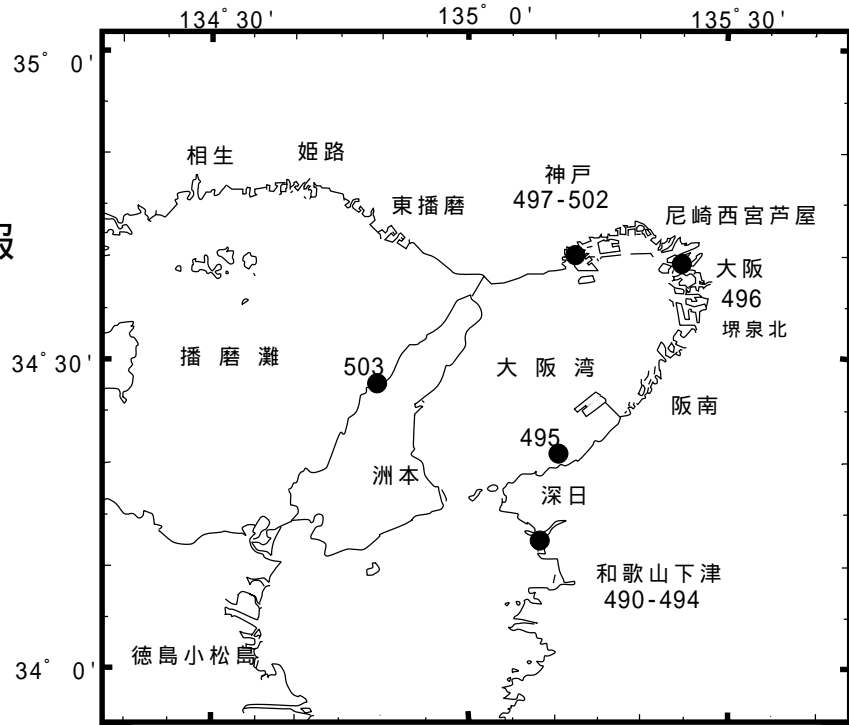 134°30' 135°0' 135°30'
35°0'
相生 姫路
神戸
497-502
東播磨
尼崎西宮芦屋
報
大阪
496
堺泉北
播磨灘
大阪湾
34°30'
503
阪南
495
洲本
深日
和歌山下津
490-494
徳島小松島
34°0'